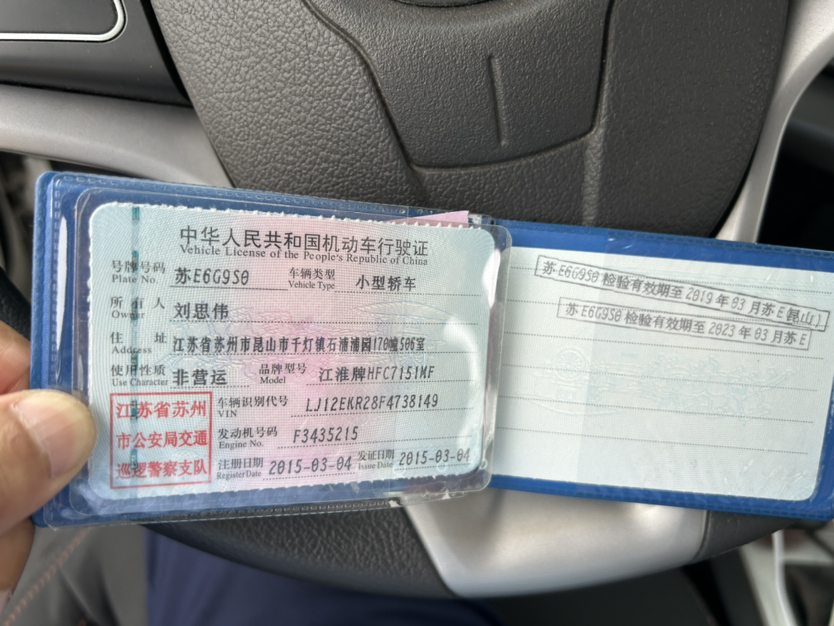 中华人民共和国机动车行驶证
Vehicle License of the People's Republic of China
号牌号码 苏E6G9S0 车辆类型 小型轿车
Plate No. Vehicle Type
所有人 刘思伟
Owner
住址 江苏省苏州市昆山市千灯镇石浦浦园170幢506室
Address
使用性质 非营运 品牌型号 江淮牌HFC7151MF
Use Character Model
江苏省苏州
市公安局交通
巡逻警察支队
车辆识别代号 LJ12EKR28F4738149
VIN
发动机号码 F3435215
Engine No.
注册日期 2015-03-04 发证日期 2015-03-04
Register Date Issue Date
苏E6G9S0 检验有效期至2019年03月苏E[昆山]
苏E6G9S0 检验有效期至2023年03月苏E